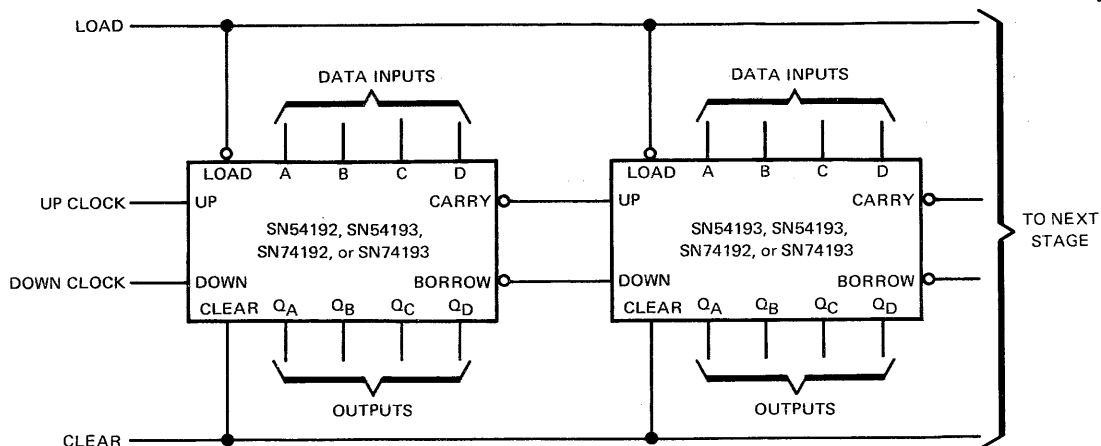 LOAD
DATA INPUTS
DATA INPUTS
LOAD A B C D
LOAD A B C D
UP CLOCK
UP
CARRY
UP
CARRY
SN54192, SN54193,
SN74192, or SN74193
SN54193, SN54193,
SN74192, or SN74193
TO NEXT
STAGE
DOWN CLOCK
DOWN
BORROW
DOWN
BORROW
CLEAR QA QB QC QD
CLEAR QA QB QC QD
OUTPUTS
OUTPUTS
CLEAR